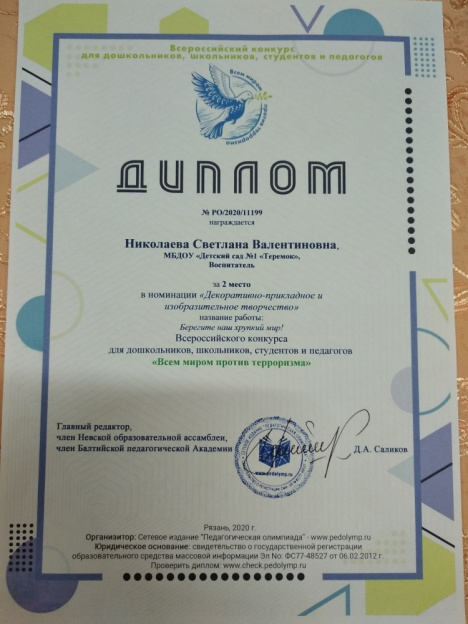 Всероссийский конкурс
для дошкольников, школьников, студентов и педагогов
Всем миром
против терроризма
ДИПЛОМ
№ РО/2020/11199
награждается
Николаева Светлана Валентиновна,
МБДОУ «Детский сад №1 «Теремок»,
Воспитатель
за 2 место
в номинации «Декоративно-прикладное и
изобразительное творчество»
название работы:
Берегите наш хрупкий мир!
Всероссийского конкурса
для дошкольников, школьников, студентов и педагогов
«Всем миром против терроризма»
Главный редактор,
член Невской образовательной ассамблеи,
член Балтийской педагогической Академии
Д.А. Саликов
www.pedolymp.ru
Рязань, 2020 г.
Организатор: Сетевое издание "Педагогическая олимпиада" - www.pedolymp.ru
Юридическое основание: свидетельство о государственной регистрации
образовательного средства массовой информации Эл No: ФС77-48527 от 06.02.2012 г.
Проверить диплом: www.check.pedolymp.ru